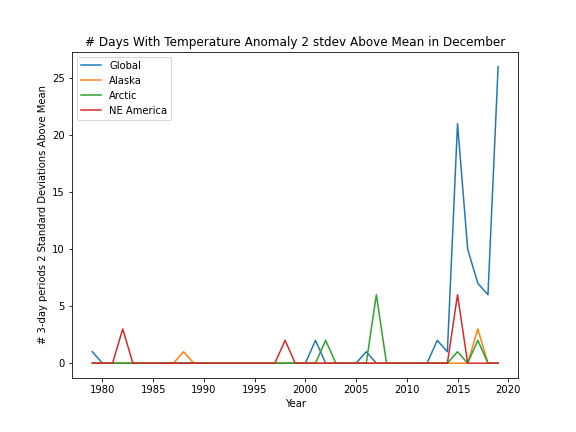 # Days With Temperature Anomaly 2 stdev Above Mean in December
Global
Alaska
Arctic
NE America
# 3-day periods 2 Standard Deviations Above Mean
25
20
15
10
5
0
1980 1985 1990 1995 2000 2005 2010 2015 2020
Year